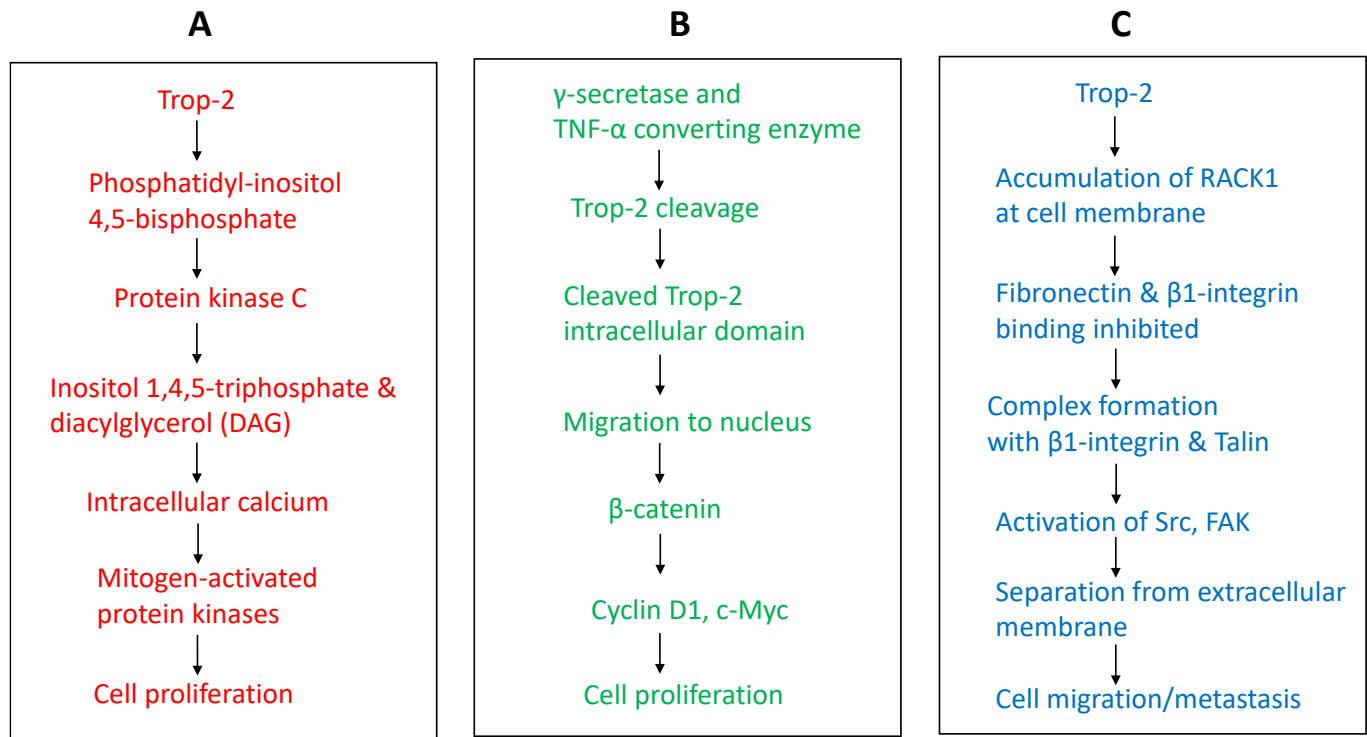 A
Trop-2
Phosphatidyl-inositol
4,5-bisphosphate
Protein kinase C
Inositol 1,4,5-triphosphate &
diacylglycerol (DAG)
Intracellular calcium
Mitogen-activated
protein kinases
Cell proliferation
B
γ-secretase and
TNF-α converting enzyme
Trop-2 cleavage
Cleaved Trop-2
intracellular domain
Migration to nucleus
β-catenin
Cyclin D1, c-Myc
Cell proliferation
C
Trop-2
Accumulation of RACK1
at cell membrane
Fibronectin & β1-integrin
binding inhibited
Complex formation
with β1-integrin & Talin
Activation of Src, FAK
Separation from extracellular
membrane
Cell migration/metastasis